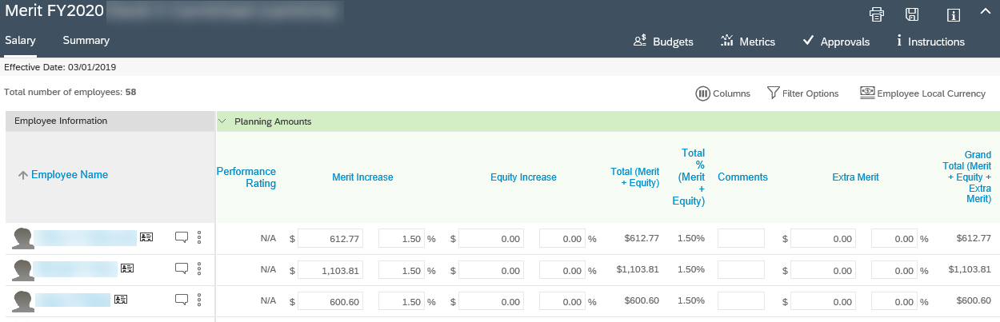 Merit FY2020
Salary Summary Budgets Metrics Approvals Instructions
Effective Date: 03/01/2019
Total number of employees: 58 Columns Filter Options Employee Local Currency
Employee Information Planning Amounts
Employee Name
Performance
Rating
Merit Increase
Equity Increase
Total (Merit
+ Equity)
Total
%
(Merit
+
Equity)
Comments
Extra Merit
Grand
Total (Merit
+ Equity +
Extra
Merit)
N/A $ 612.77 1.50 % $ 0.00 0.00 % $612.77 1.50% $ 0.00 0.00 % $612.77
N/A $ 1,103.81 1.50 % $ 0.00 0.00 % $1,103.81 1.50% $ 0.00 0.00 % $1,103.81
N/A $ 600.60 1.50 % $ 0.00 0.00 % $600.60 1.50% $ 0.00 0.00 % $600.60